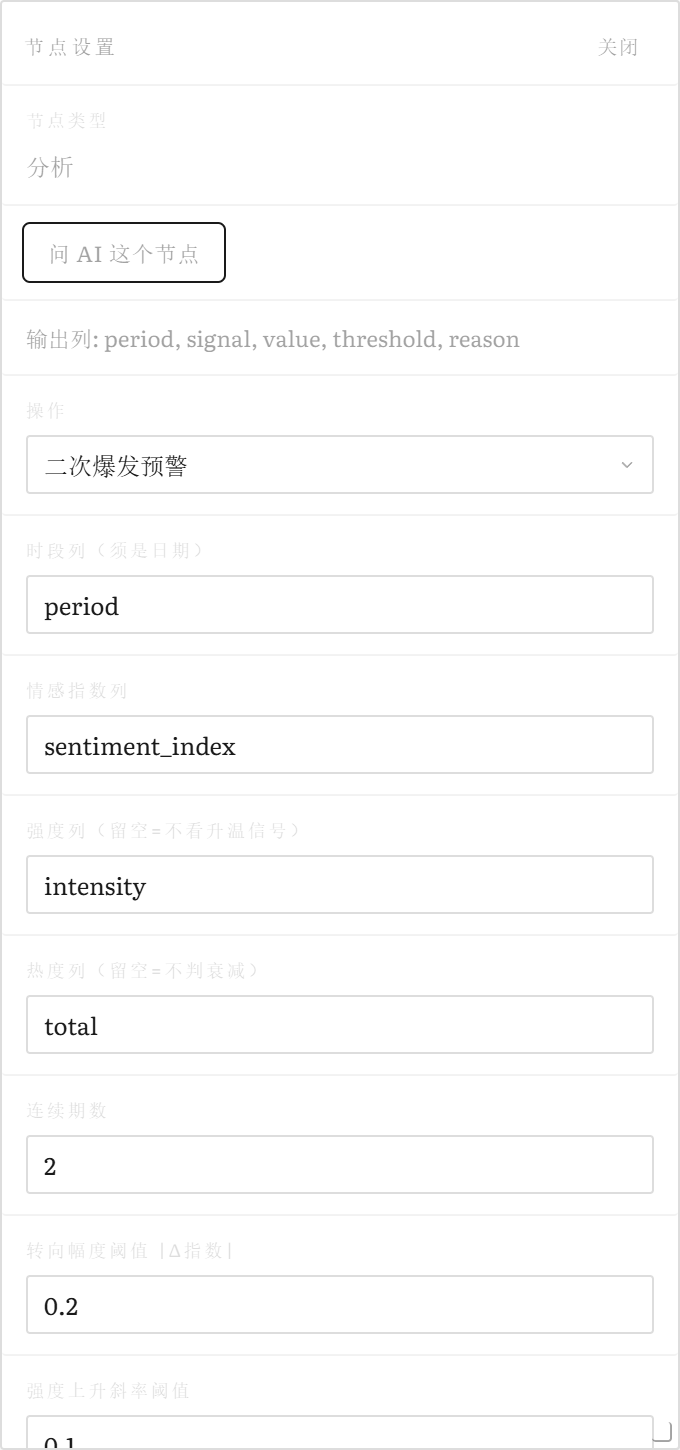 节点设置
关闭
节点类型
分析
问 AI 这个节点
输出列: period, signal, value, threshold, reason
操作
二次爆发预警
时段列（须是日期）
period
情感指数列
sentiment_index
强度列（留空=不看升温信号）
intensity
热度列（留空=不判衰减）
total
连续期数
2
转向幅度阈值 |Δ指数|
0.2
强度上升斜率阈值
0.1